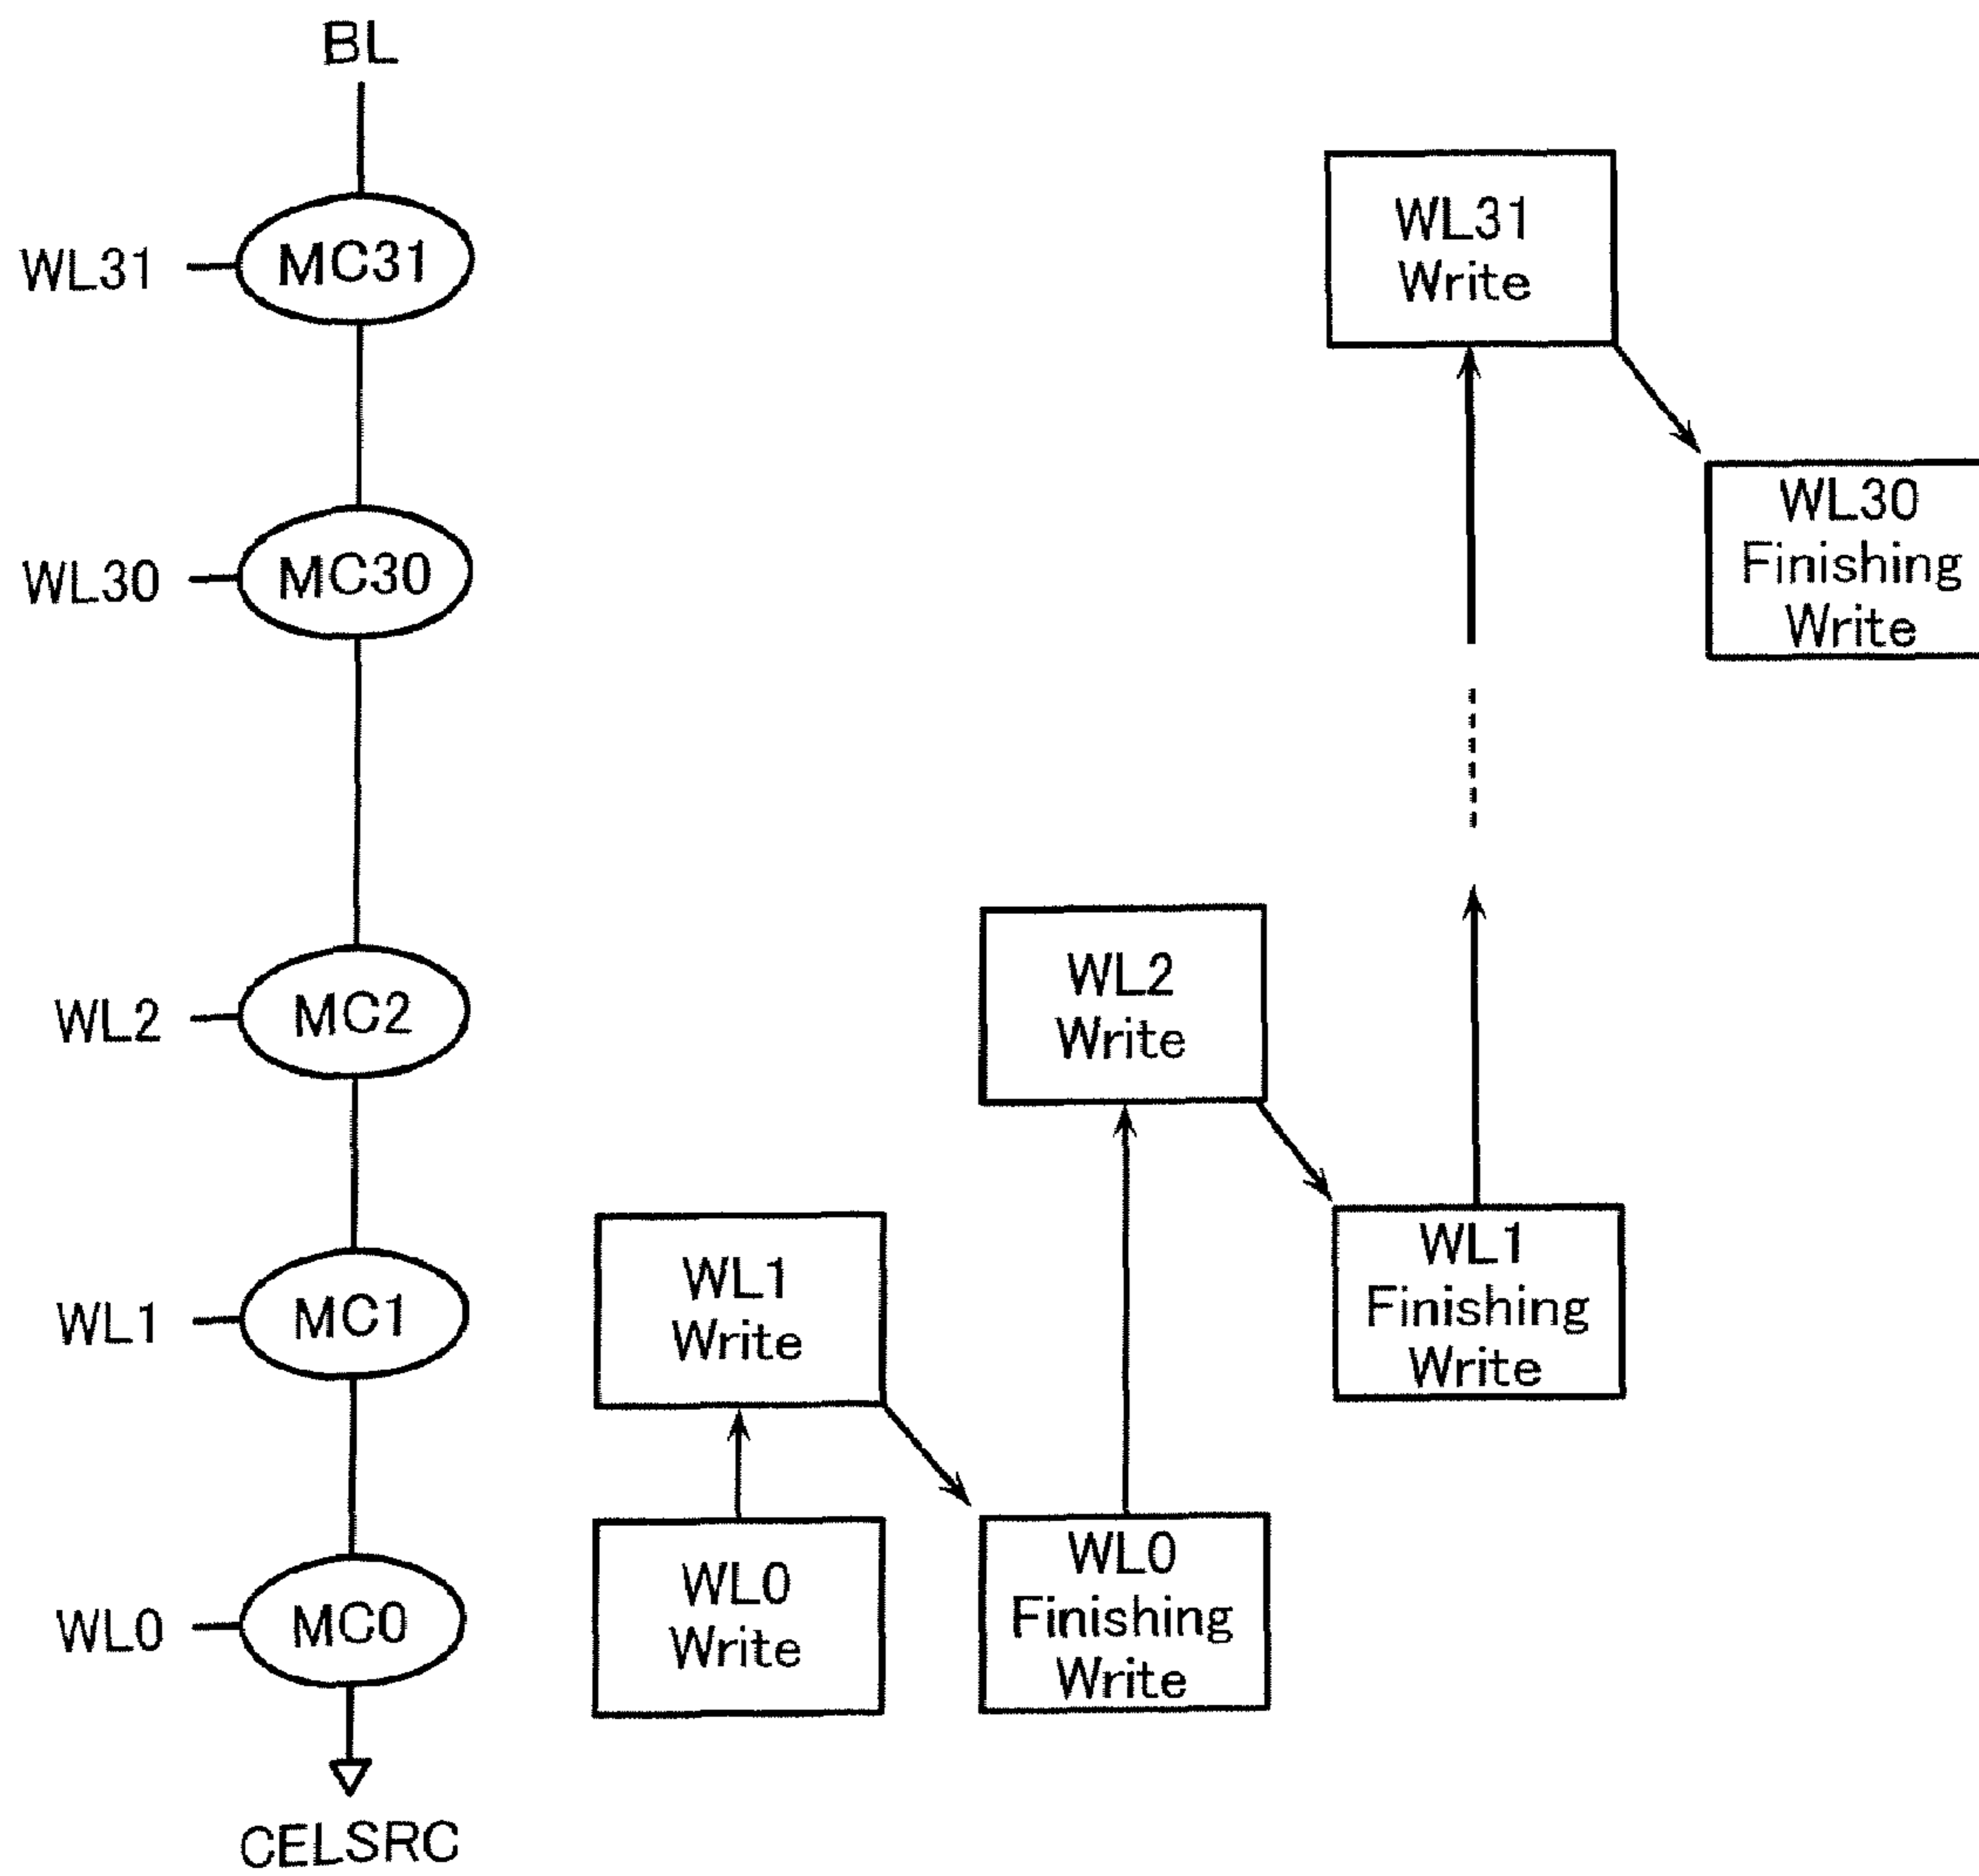 BL
WL31
MC31
WL30
MC30
WL2
MC2
WL1
MC1
WL0
MC0
CELSRC
WL0
Write
WL1
Write
WL0
Finishing
Write
WL2
Write
WL1
Finishing
Write
WL31
Write
WL30
Finishing
Write